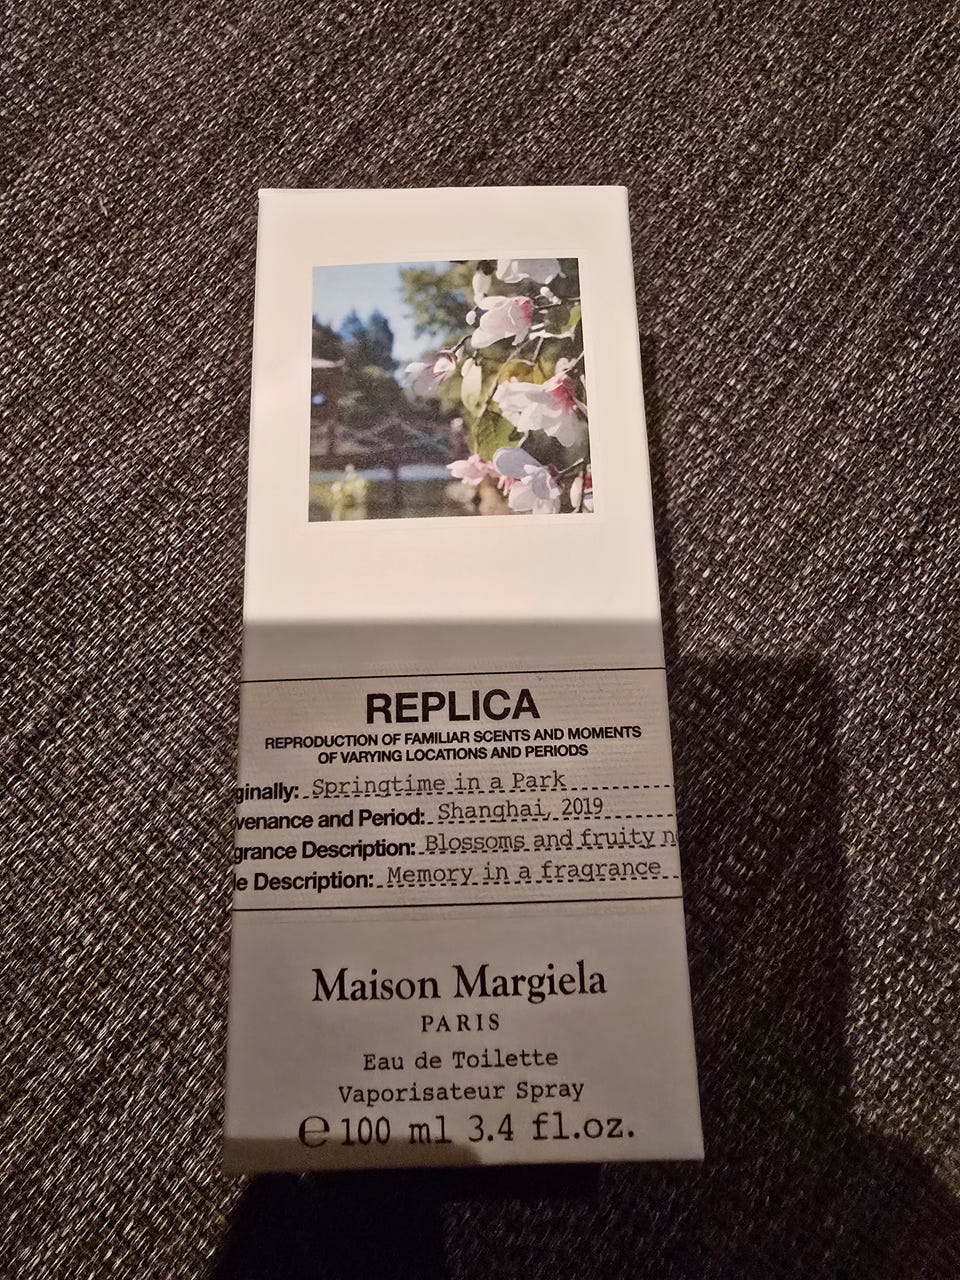 REPLICA
REPRODUCTION OF FAMILIAR SCENTS AND MOMENTS
OF VARYING LOCATIONS AND PERIODS
ginally: Springtime in a Park
venance and Period: Shanghai, 2019
grance Description: Blossoms and fruity n
le Description: Memory in a fragrance
Maison Margiela
PARIS
Eau de Toilette
Vaporisateur Spray
℮ 100 ml 3.4 fl.oz.